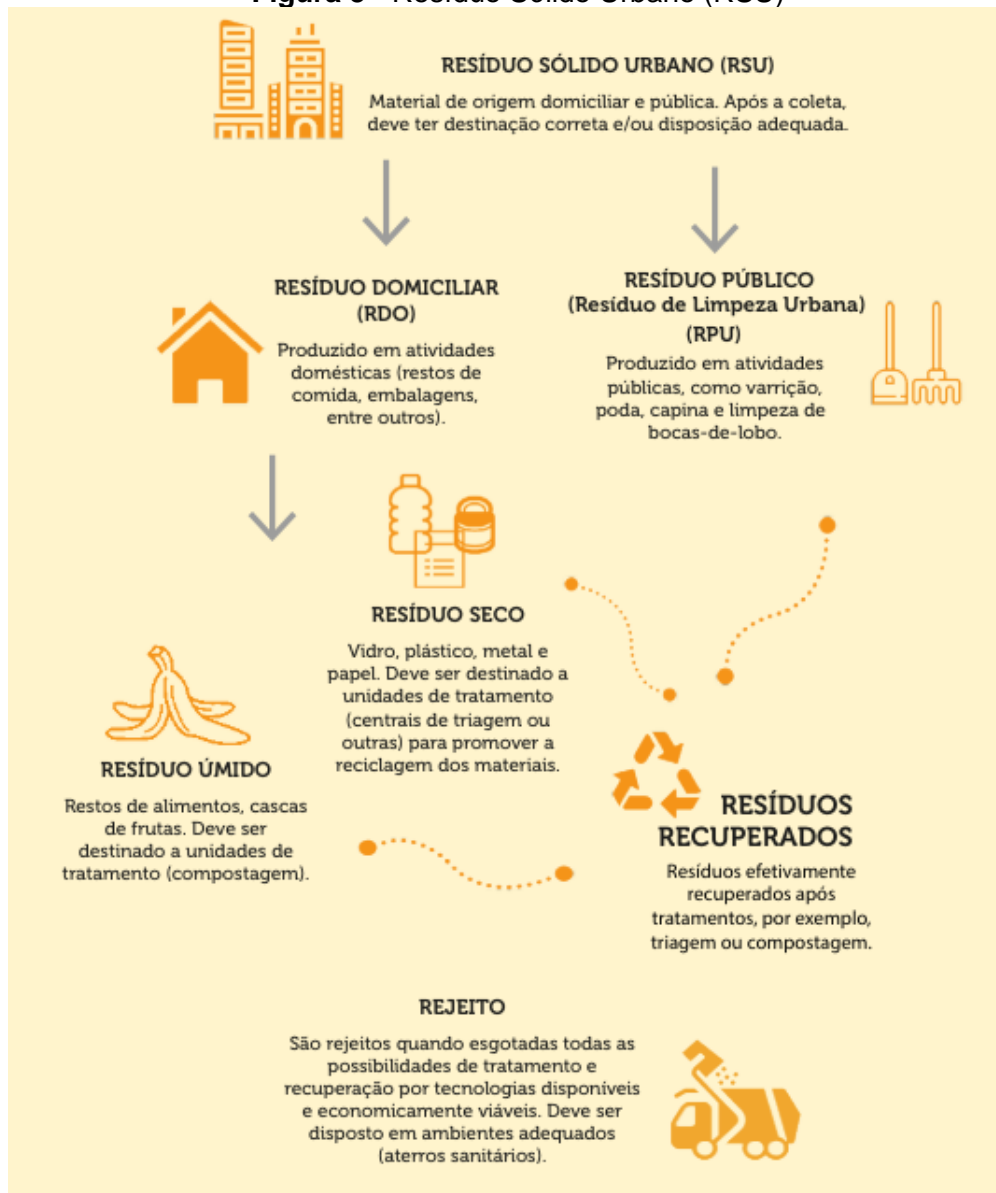 Figura 3 - Resíduo Sólido Urbano (RSU)
RESÍDUO SÓLIDO URBANO (RSU)
Material de origem domiciliar e pública. Após a coleta,
deve ter destinação correta e/ou disposição adequada.
RESÍDUO DOMICILIAR
(RDO)
Produzido em atividades
domésticas (restos de
comida, embalagens,
entre outros).
RESÍDUO PÚBLICO
(Resíduo de Limpeza Urbana)
(RPU)
Produzido em atividades
públicas, como varrição,
poda, capina e limpeza de
bocas-de-lobo.
RESÍDUO SECO
Vidro, plástico, metal e
papel. Deve ser destinado a
unidades de tratamento
(centrais de triagem ou
outras) para promover a
reciclagem dos materiais.
RESÍDUO ÚMIDO
Restos de alimentos, cascas
de frutas. Deve ser
destinado a unidades de
tratamento (compostagem).
RESÍDUOS
RECUPERADOS
Resíduos efetivamente
recuperados após
tratamentos, por exemplo,
triagem ou compostagem.
REJEITO
São rejeitos quando esgotadas todas as
possibilidades de tratamento e
recuperação por tecnologias disponíveis
e economicamente viáveis. Deve ser
disposto em ambientes adequados
(aterros sanitários).